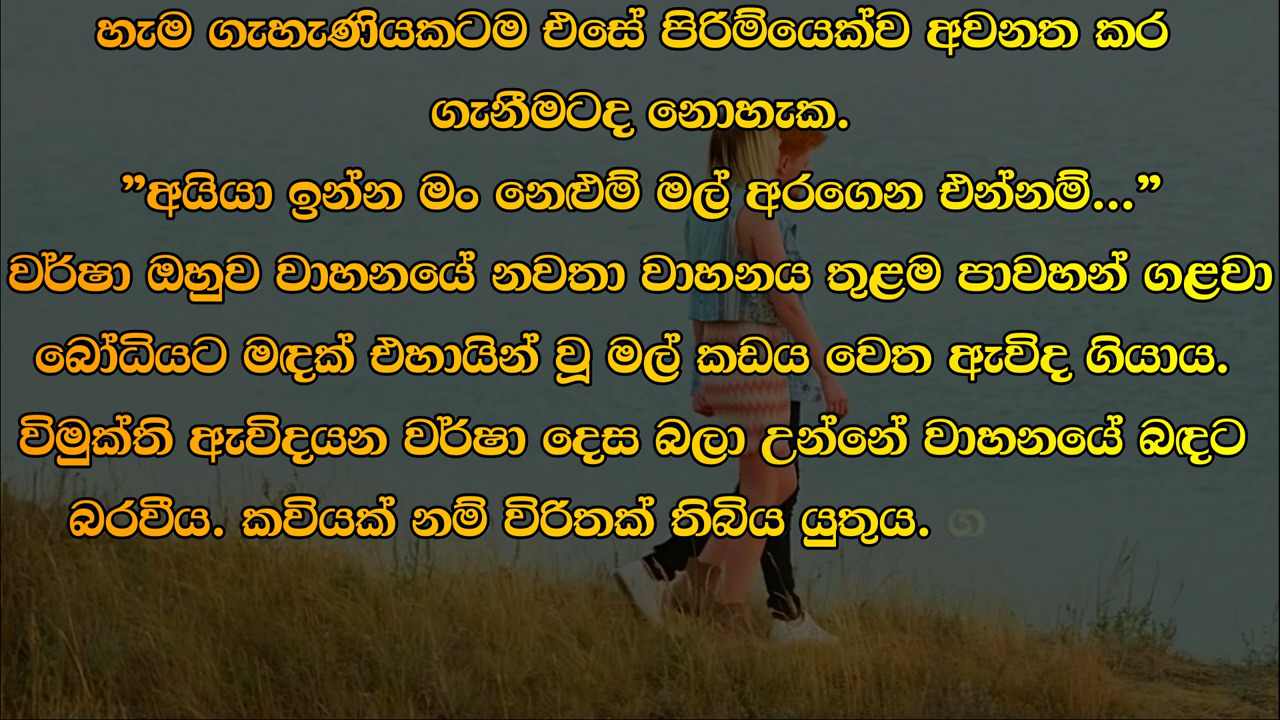 හැම ගැහැණියකටම එසේ පිරිමියෙක්ව අවනත කර
ගැනීමටද නොහැක.
”අයියා ඉන්න මං නෙළුම් මල් අරගෙන එන්නම්...”
වර්ෂා ඔහුව වාහනයේ නවතා වාහනය තුළම පාවහන් ගළවා
බෝධියට මඳක් එහායින් වූ මල් කඩය වෙත ඇවිද ගියාය.
විමුක්ති ඇවිදයන වර්ෂා දෙස බලා උන්නේ වාහනයේ බඳට
බරවීය. කවියක් නම් විරිතක් තිබිය යුතුය. ග